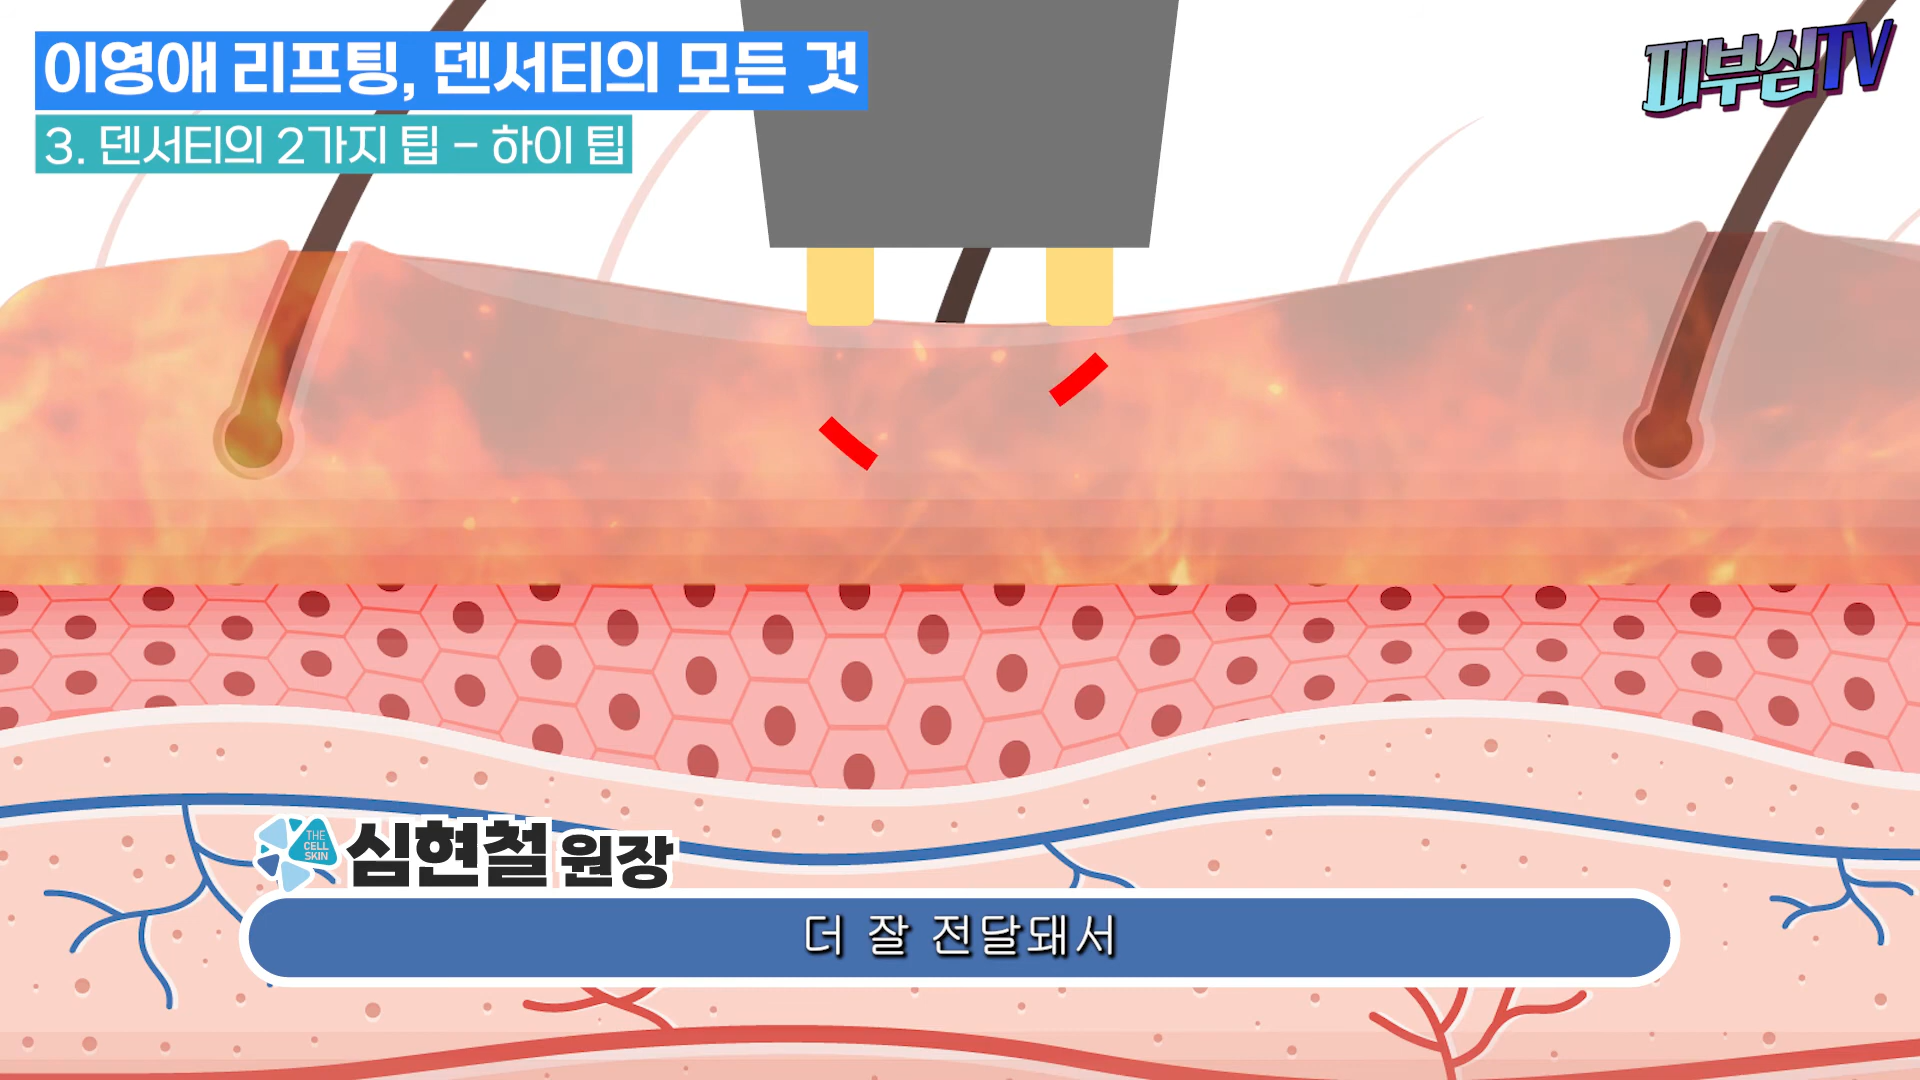 이영애 리프팅, 덴서티의 모든 것
피부심TV
3. 덴서티의 2가지 팁 - 하이 팁
THE
CELL
SKIN
심현철 원장
더 잘 전달돼서